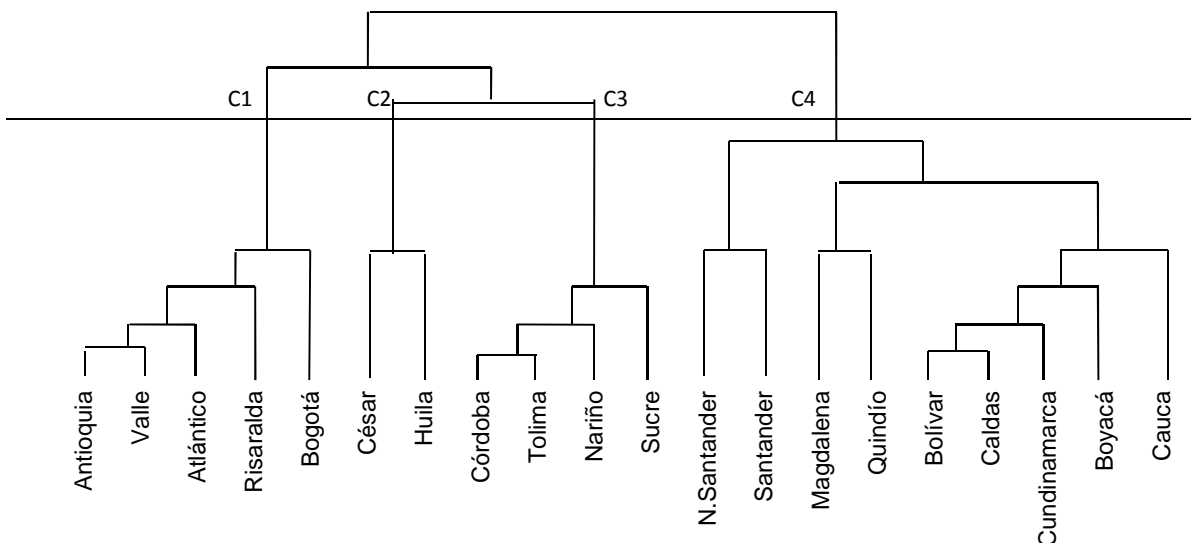 C1
C2
C3
C4
Antioquia
Valle
Atlántico
Risaralda
Bogotá
César
Huila
Córdoba
Tolima
Nariño
Sucre
N.Santander
Santander
Magdalena
Quindío
Bolívar
Caldas
Cundinamarca
Boyacá
Cauca